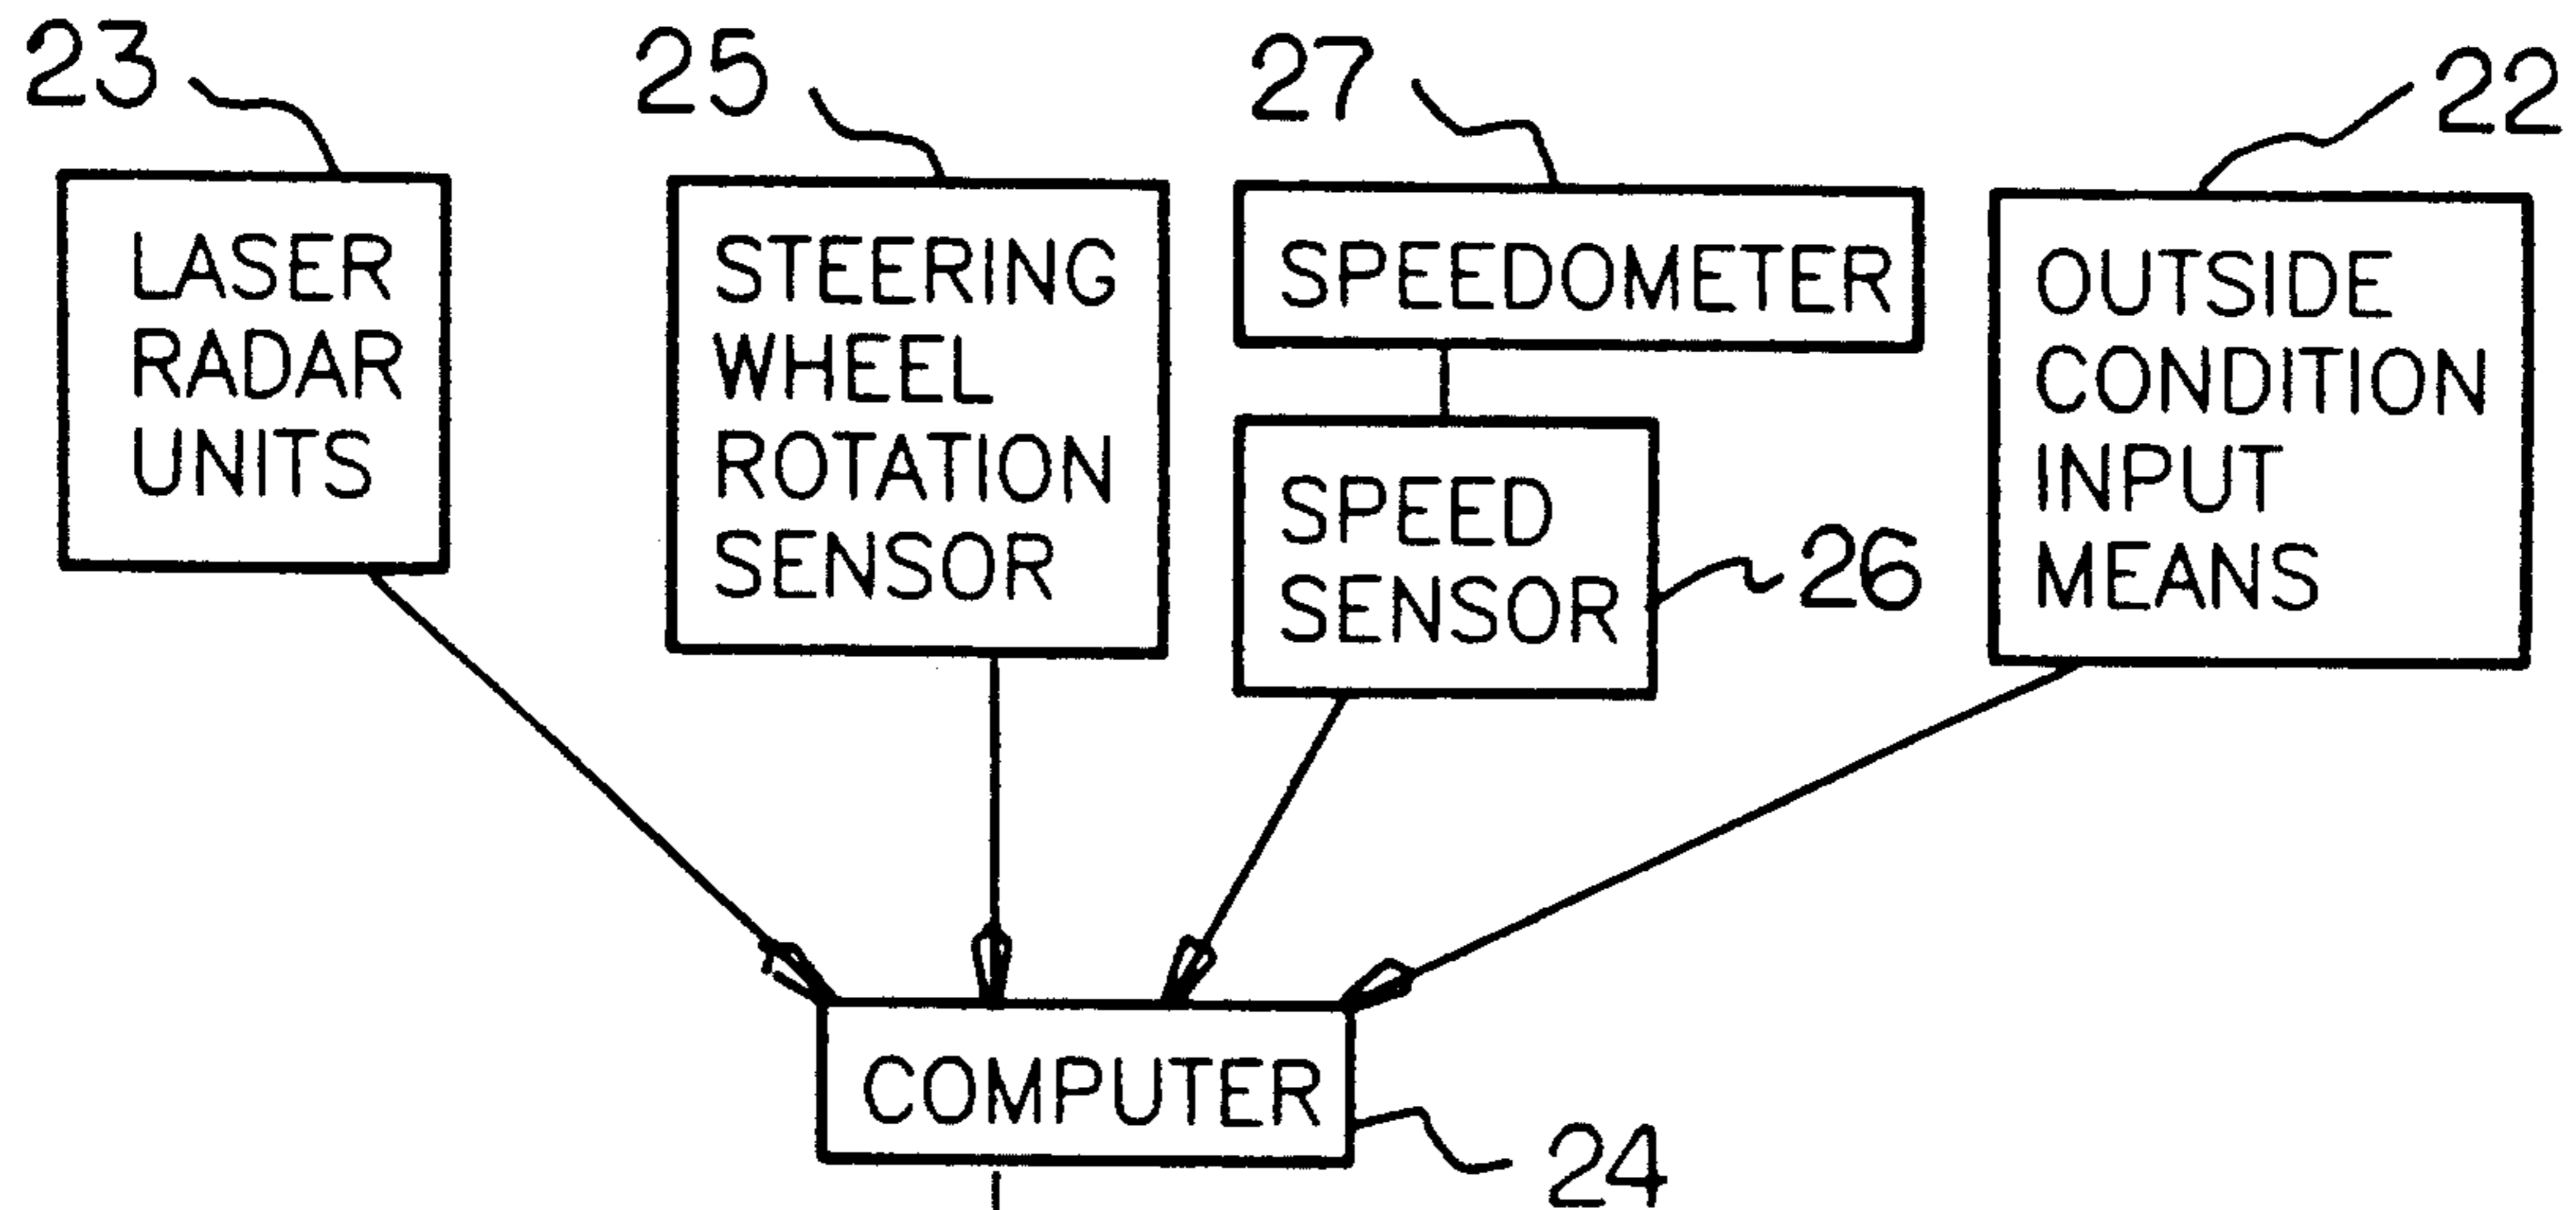 23
25
27
22
LASER
RADAR
UNITS
STEERING
WHEEL
ROTATION
SENSOR
SPEEDOMETER
SPEED
SENSOR
26
OUTSIDE
CONDITION
INPUT
MEANS
COMPUTER
24